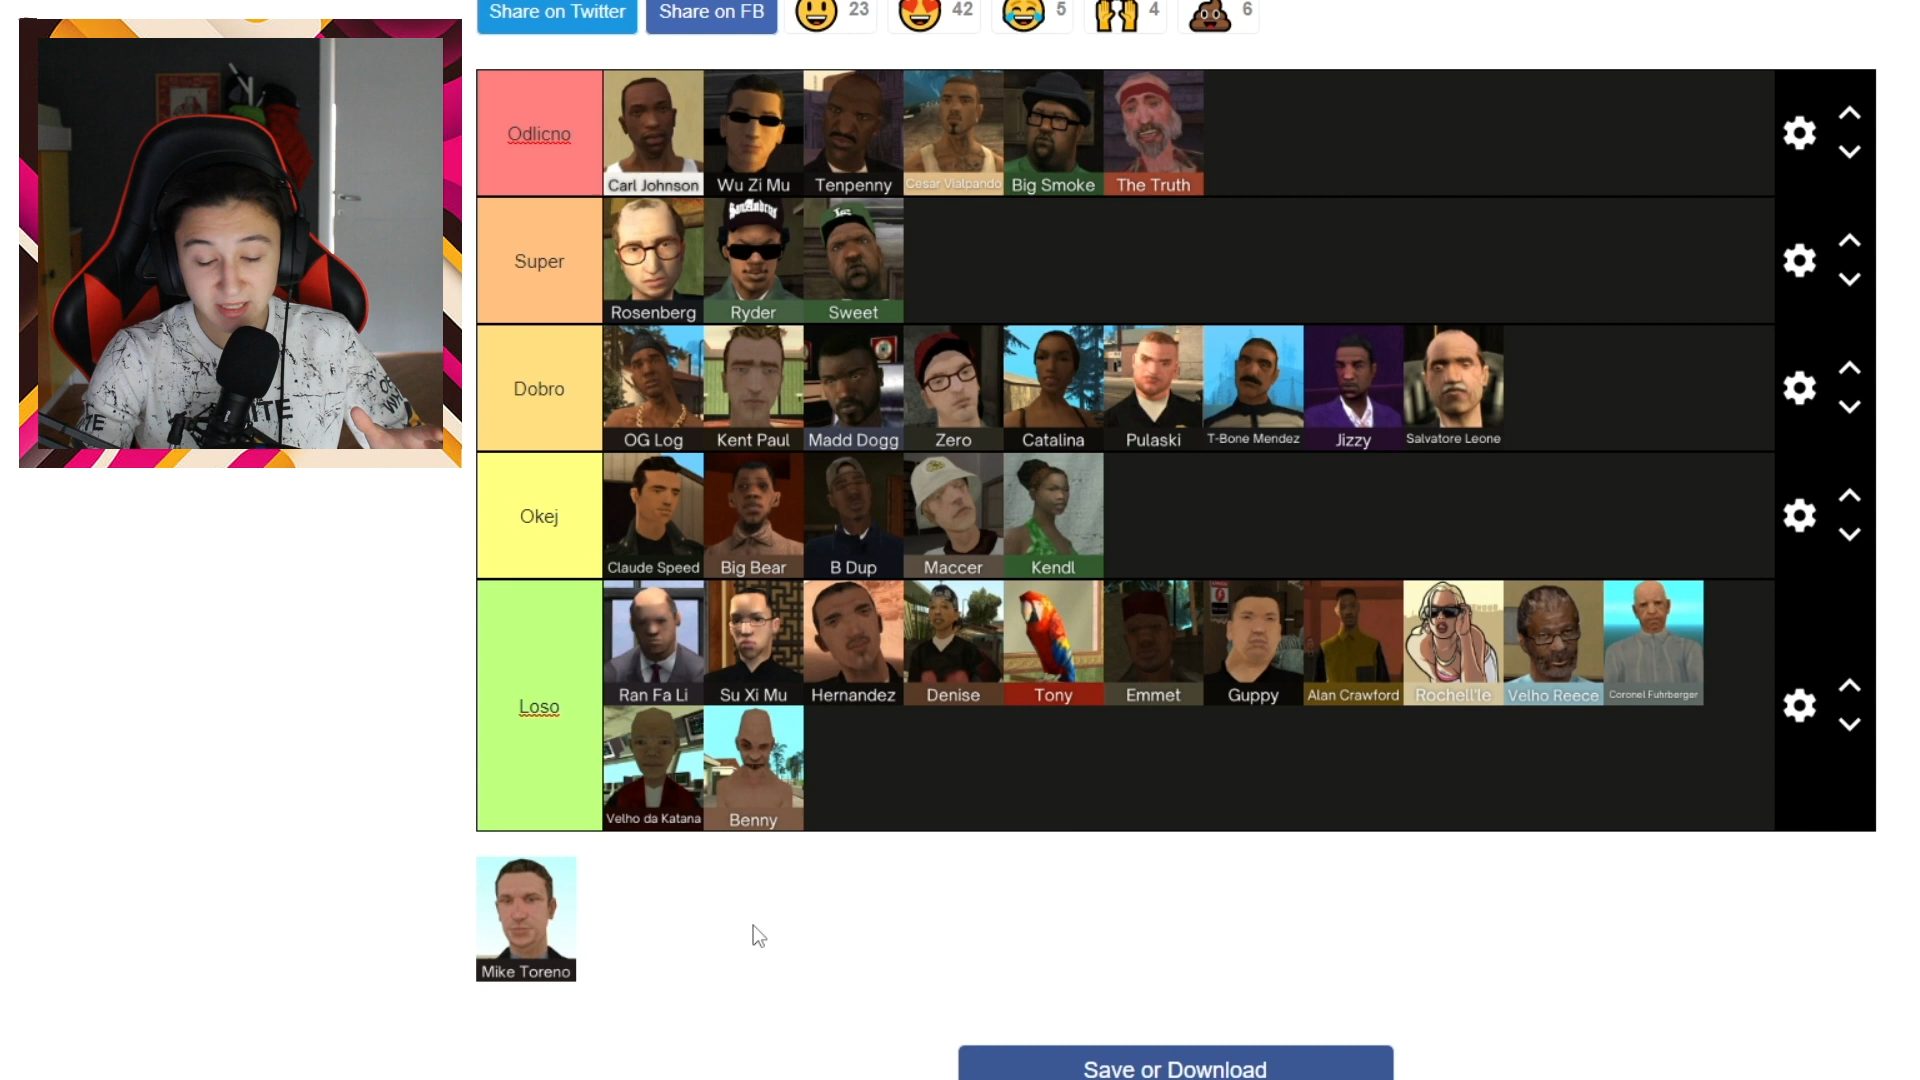 Share on Twitter Share on FB 23 42 5 4 6
Odlicno
Carl Johnson Wu Zi Mu Tenpenny Cesar Vialpando Big Smoke The Truth
Super
San Andreas
Rosenberg Ryder Sweet
Dobro
OG Log Kent Paul Madd Dogg Zero Catalina Pulaski T-Bone Mendez Jizzy Salvatore Leone
Okej
Claude Speed Big Bear B Dup Maccer Kendl
Loso
Ran Fa Li Su Xi Mu Hernandez Denise Tony Emmet Guppy Alan Crawford Rochell'le Velho Reece Coronel Fuhrberger
Velho da Katana Benny
Mike Toreno
Save or Download